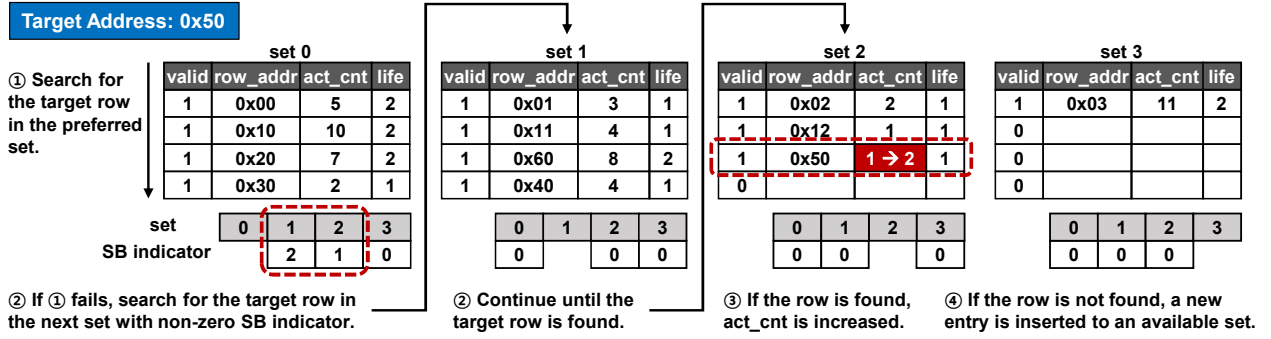 Target Address: 0x50
① Search for
the target row
in the preferred
set.
set 0
valid row_addr act_cnt life
1 0x00 5 2
1 0x10 10 2
1 0x20 7 2
1 0x30 2 1
set 0 1 2 3
SB indicator 2 1 0
② If ① fails, search for the target row in
the next set with non-zero SB indicator.
set 1
valid row_addr act_cnt life
1 0x01 3 1
1 0x11 4 1
1 0x60 8 2
1 0x40 4 1
0 1 2 3
0 0 0
② Continue until the
target row is found.
set 2
valid row_addr act_cnt life
1 0x02 2 1
1 0x12 1 1
1 0x50 1 → 2 1
0
0 1 2 3
0 0 0
③ If the row is found,
act_cnt is increased.
set 3
valid row_addr act_cnt life
1 0x03 11 2
0
0
0
0 1 2 3
0 0 0
④ If the row is not found, a new
entry is inserted to an available set.